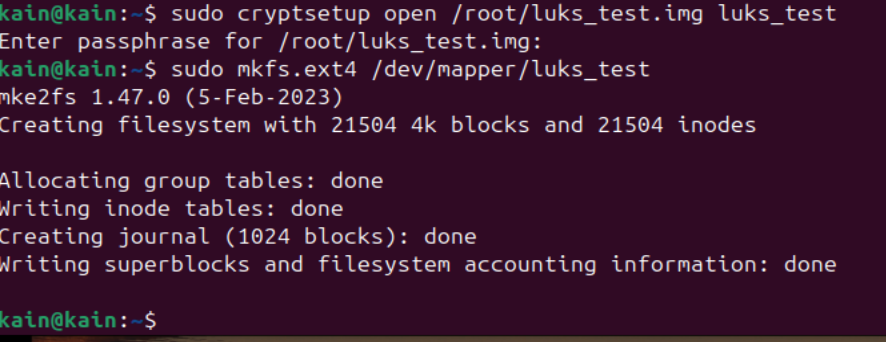 kain@kain:~$ sudo cryptsetup open /root/luks_test.img luks_test
Enter passphrase for /root/luks_test.img:
kain@kain:~$ sudo mkfs.ext4 /dev/mapper/luks_test
mke2fs 1.47.0 (5-Feb-2023)
Creating filesystem with 21504 4k blocks and 21504 inodes
Allocating group tables: done
Writing inode tables: done
Creating journal (1024 blocks): done
Writing superblocks and filesystem accounting information: done
kain@kain:~$